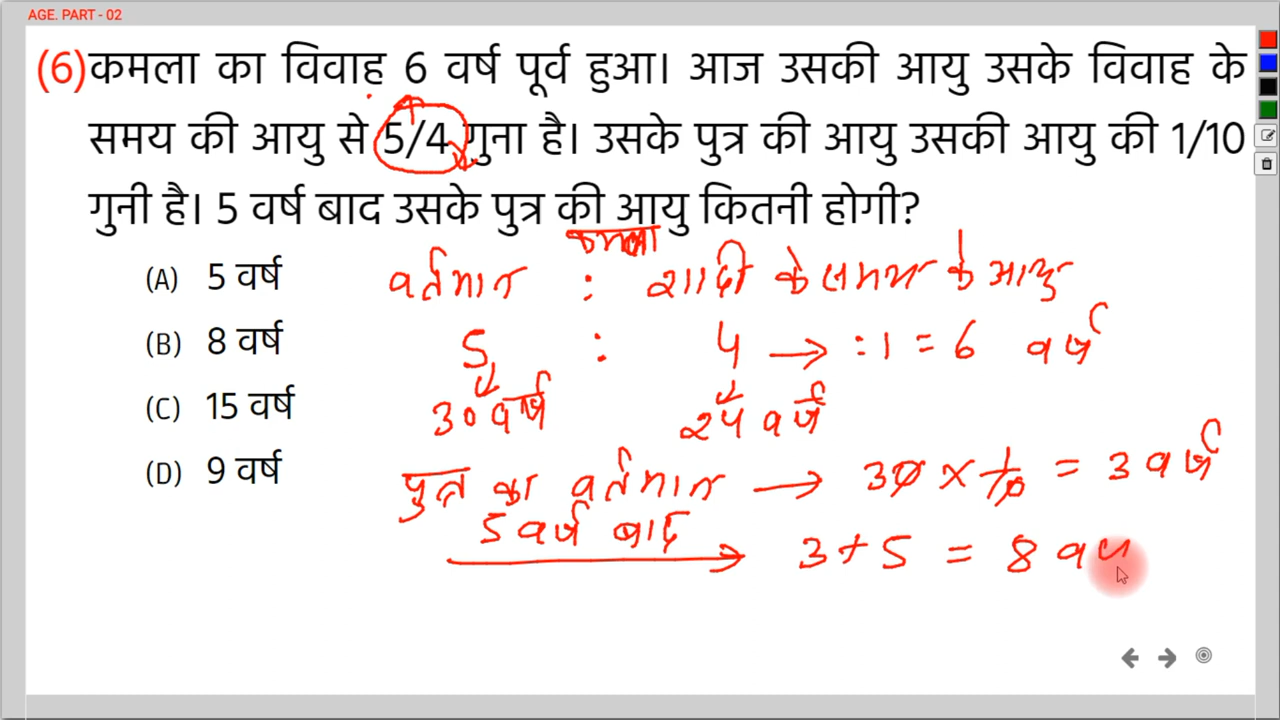 AGE. PART - 02
(6) कमला का विवाह 6 वर्ष पूर्व हुआ। आज उसकी आयु उसके विवाह के
समय की आयु से 5/4 गुना है। उसके पुत्र की आयु उसकी आयु की 1/10
गुनी है। 5 वर्ष बाद उसके पुत्र की आयु कितनी होगी?
(A) 5 वर्ष
(B) 8 वर्ष
(C) 15 वर्ष
(D) 9 वर्ष
कमला
वर्तमान : शादी के समय के आयु
5 : 4 → : 1 = 6 वर्ष
30 वर्ष 24 वर्ष
पुत्र का वर्तमान → 30 × 1/10 = 3 वर्ष
5 वर्ष बाद → 3 + 5 = 8